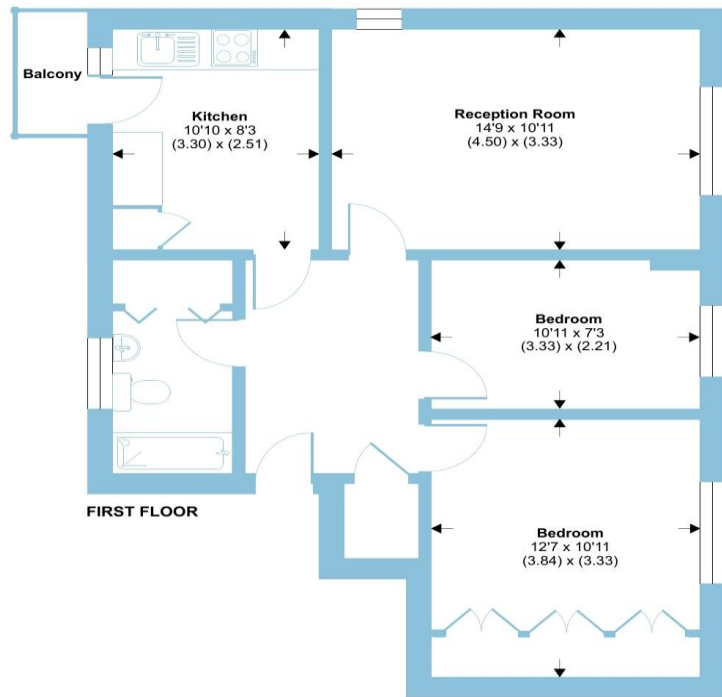 Balcony
Kitchen
10'10 x 8'3
(3.30) x (2.51)
Reception Room
14'9 x 10'11
(4.50) x (3.33)
Bedroom
10'11 x 7'3
(3.33) x (2.21)
FIRST FLOOR
Bedroom
12'7 x 10'11
(3.84) x (3.33)